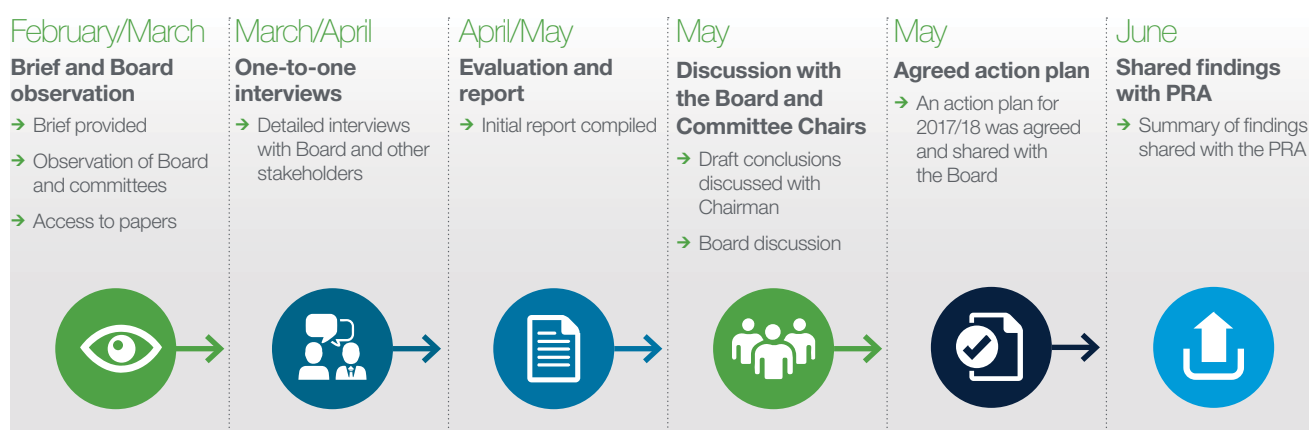 February/March
Brief and Board
observation
→ Brief provided
→ Observation of Board
and committees
→ Access to papers
March/April
One-to-one
interviews
→ Detailed interviews
with Board and other
stakeholders
April/May
Evaluation and
report
→ Initial report compiled
May
Discussion with
the Board and
Committee Chairs
→ Draft conclusions
discussed with
Chairman
→ Board discussion
May
Agreed action plan
→ An action plan for
2017/18 was agreed
and shared with
the Board
June
Shared findings
with PRA
→ Summary of findings
shared with the PRA